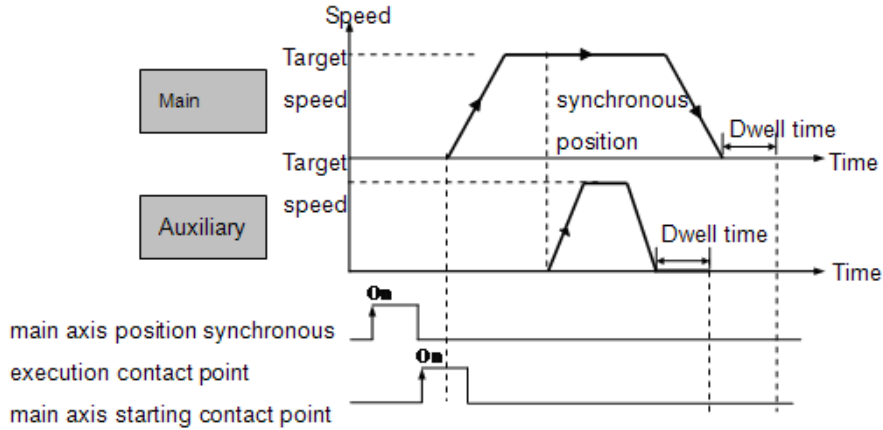 Speed
Target
Main
speed
synchronous
position
Dwell time
Target
Time
speed
Auxiliary
Dwell time
Time
On
main axis position synchronous
On
execution contact point
main axis starting contact point